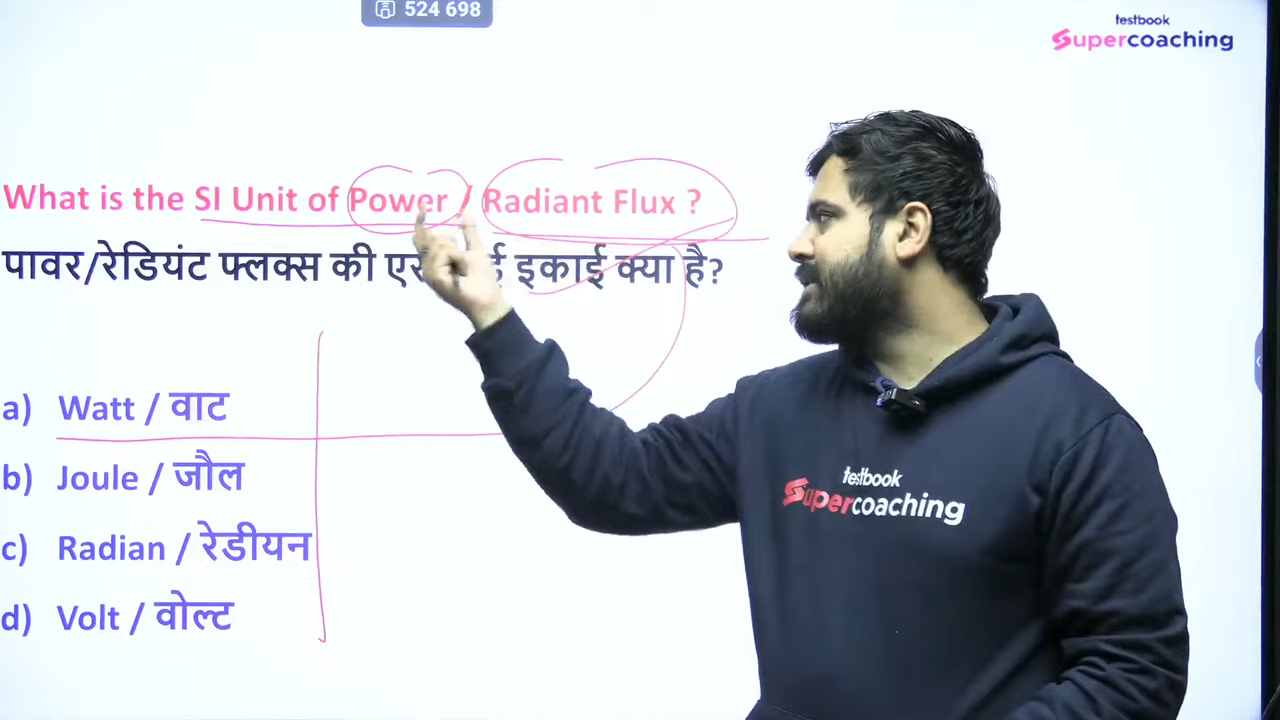 524 698
testbook
Supercoaching
What is the SI Unit of Power / Radiant Flux ?
पावर/रेडियंट फ्लक्स की इकाई क्या है?
a) Watt / वाट
b) Joule / जौल
c) Radian / रेडीयन
d) Volt / वोल्ट
testbook
Supercoaching